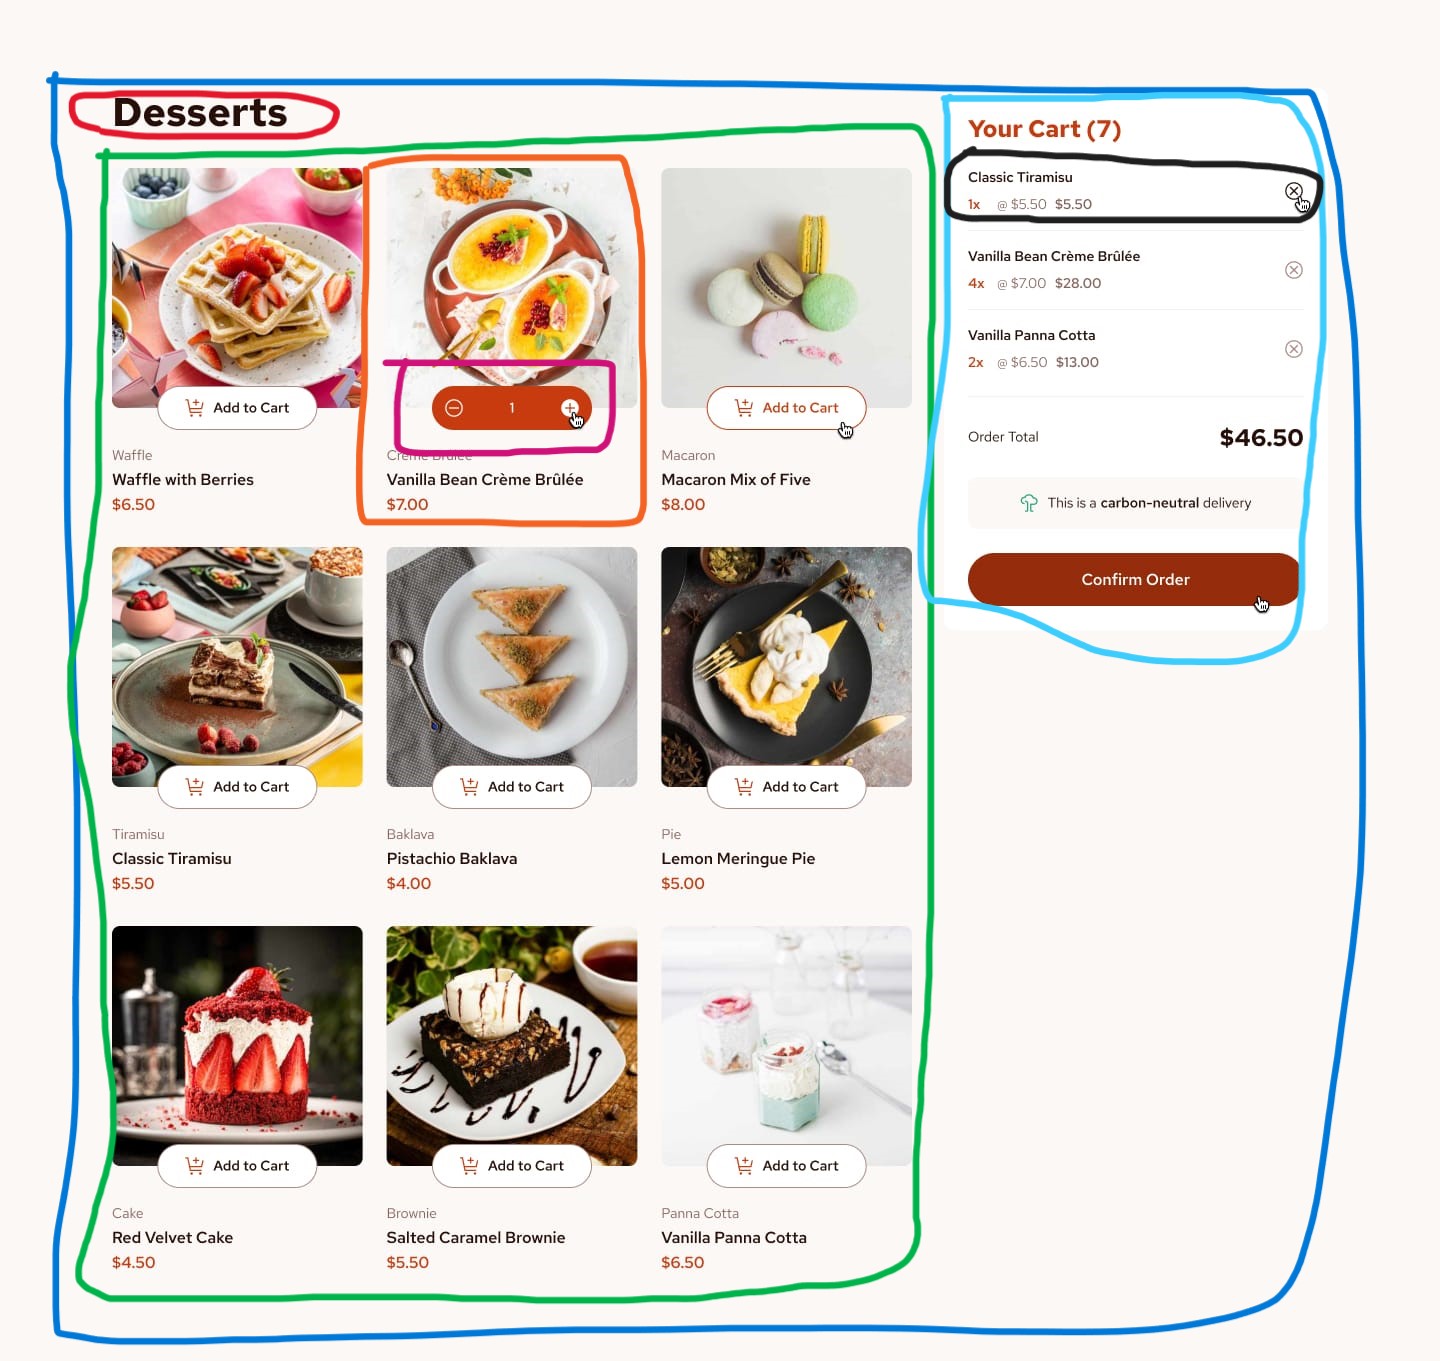 Desserts
Add to Cart
1
Add to Cart
Waffle
Crème Brûlée
Macaron
Waffle with Berries
Vanilla Bean Crème Brûlée
Macaron Mix of Five
$6.50
$7.00
$8.00
Add to Cart
Add to Cart
Add to Cart
Tiramisu
Baklava
Pie
Classic Tiramisu
Pistachio Baklava
Lemon Meringue Pie
$5.50
$4.00
$5.00
Add to Cart
Add to Cart
Add to Cart
Cake
Brownie
Panna Cotta
Red Velvet Cake
Salted Caramel Brownie
Vanilla Panna Cotta
$4.50
$5.50
$6.50
Your Cart (7)
Classic Tiramisu
1x @ $5.50 $5.50
Vanilla Bean Crème Brûlée
4x @ $7.00 $28.00
Vanilla Panna Cotta
2x @ $6.50 $13.00
Order Total $46.50
This is a carbon-neutral delivery
Confirm Order